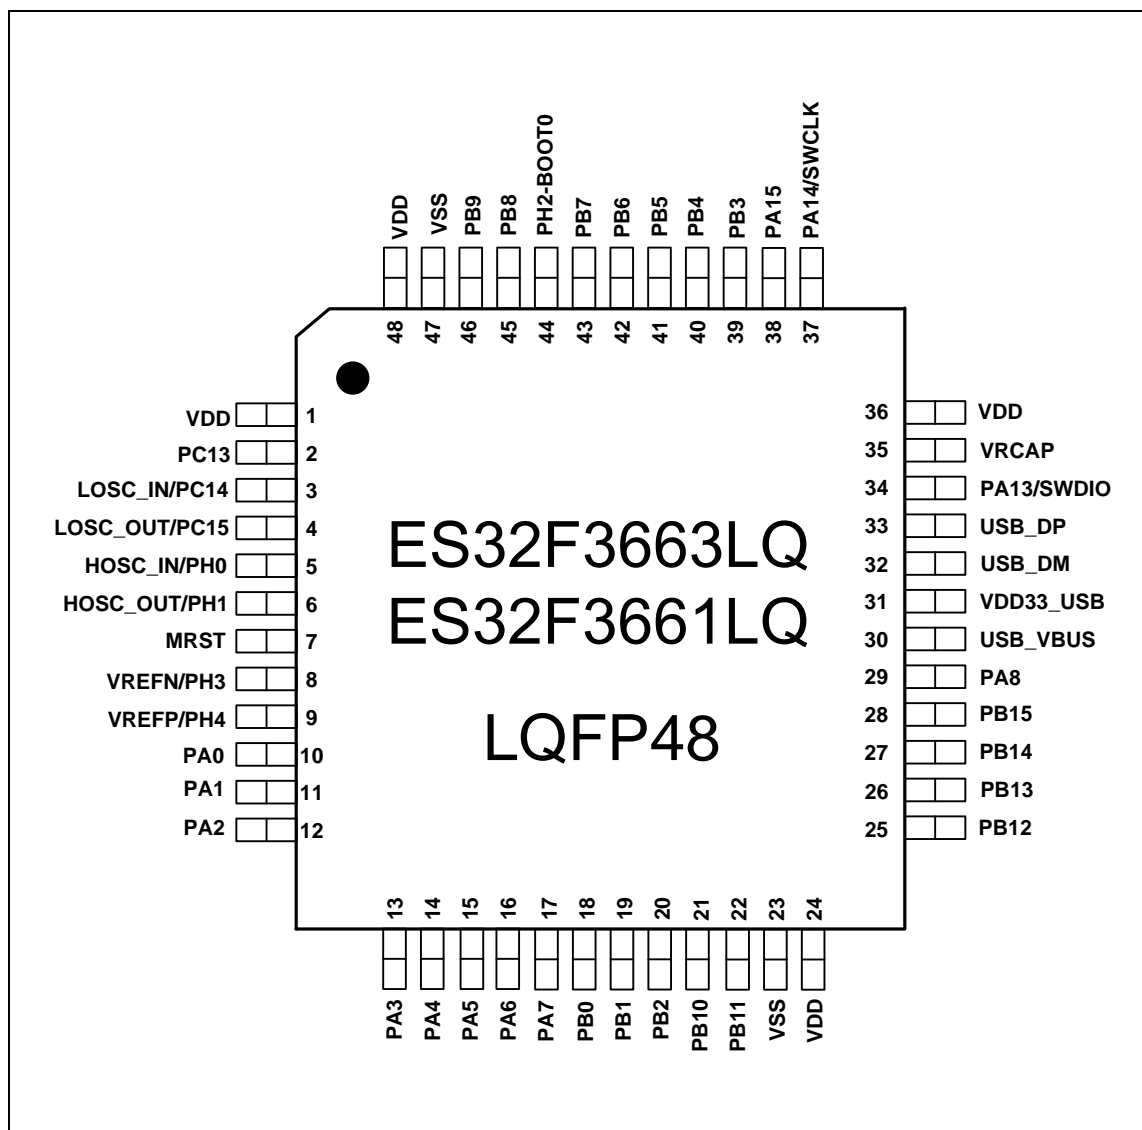 VDD
VSS
PB9
PB8
PH2-BOOT0
PB7
PB6
PB5
PB4
PB3
PA15
PA14/SWCLK
48
47
46
45
44
43
42
41
40
39
38
37
VDD 1
PC13 2
LOSC_IN/PC14 3
LOSC_OUT/PC15 4
HOSC_IN/PH0 5
HOSC_OUT/PH1 6
MRST 7
VREFN/PH3 8
VREFP/PH4 9
PA0 10
PA1 11
PA2 12
ES32F3663LQ
ES32F3661LQ
LQFP48
36 VDD
35 VRCAP
34 PA13/SWDIO
33 USB_DP
32 USB_DM
31 VDD33_USB
30 USB_VBUS
29 PA8
28 PB15
27 PB14
26 PB13
25 PB12
13
14
15
16
17
18
19
20
21
22
23
24
PA3
PA4
PA5
PA6
PA7
PB0
PB1
PB2
PB10
PB11
VSS
VDD